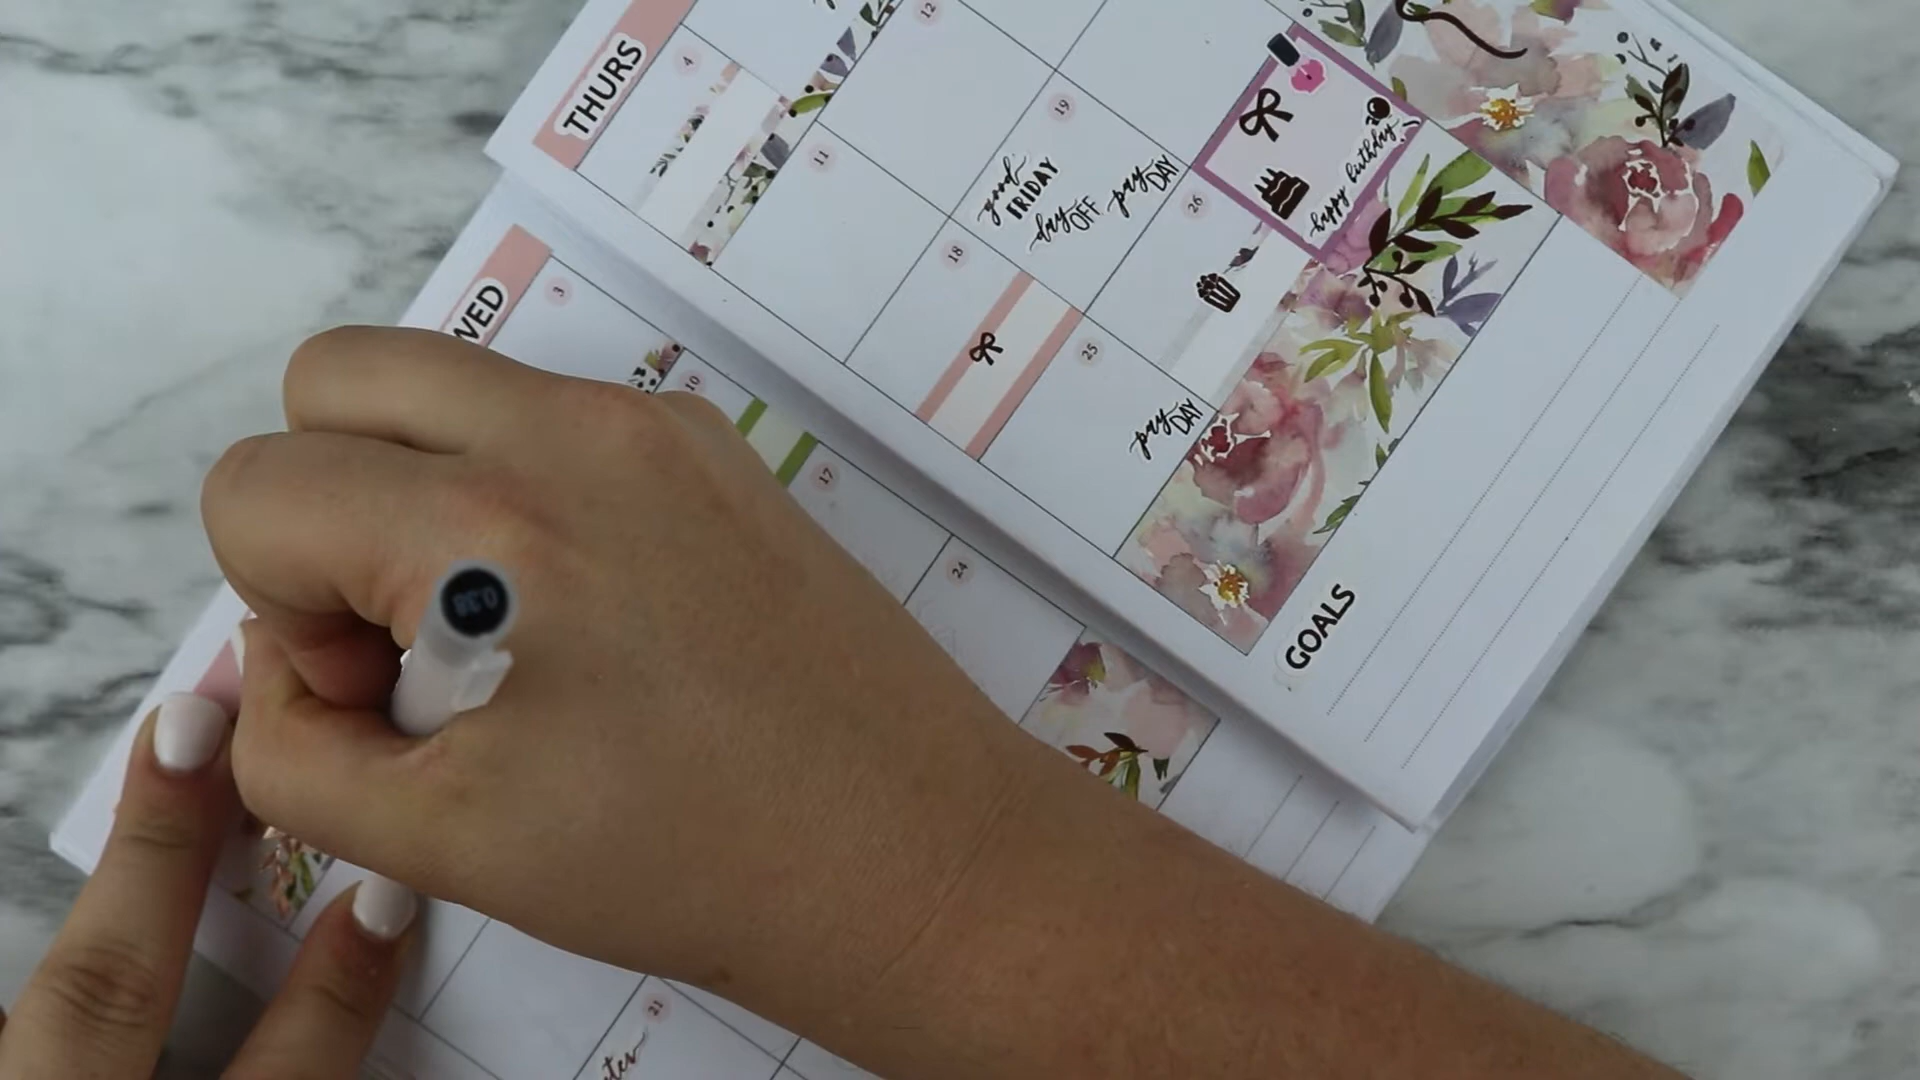 THURS
4
11
18
25
GOALS
12
19
good
FRIDAY
day OFF
pay DAY
26
happy birthday
pay DAY
WED
3
10
17
24
0.38
21